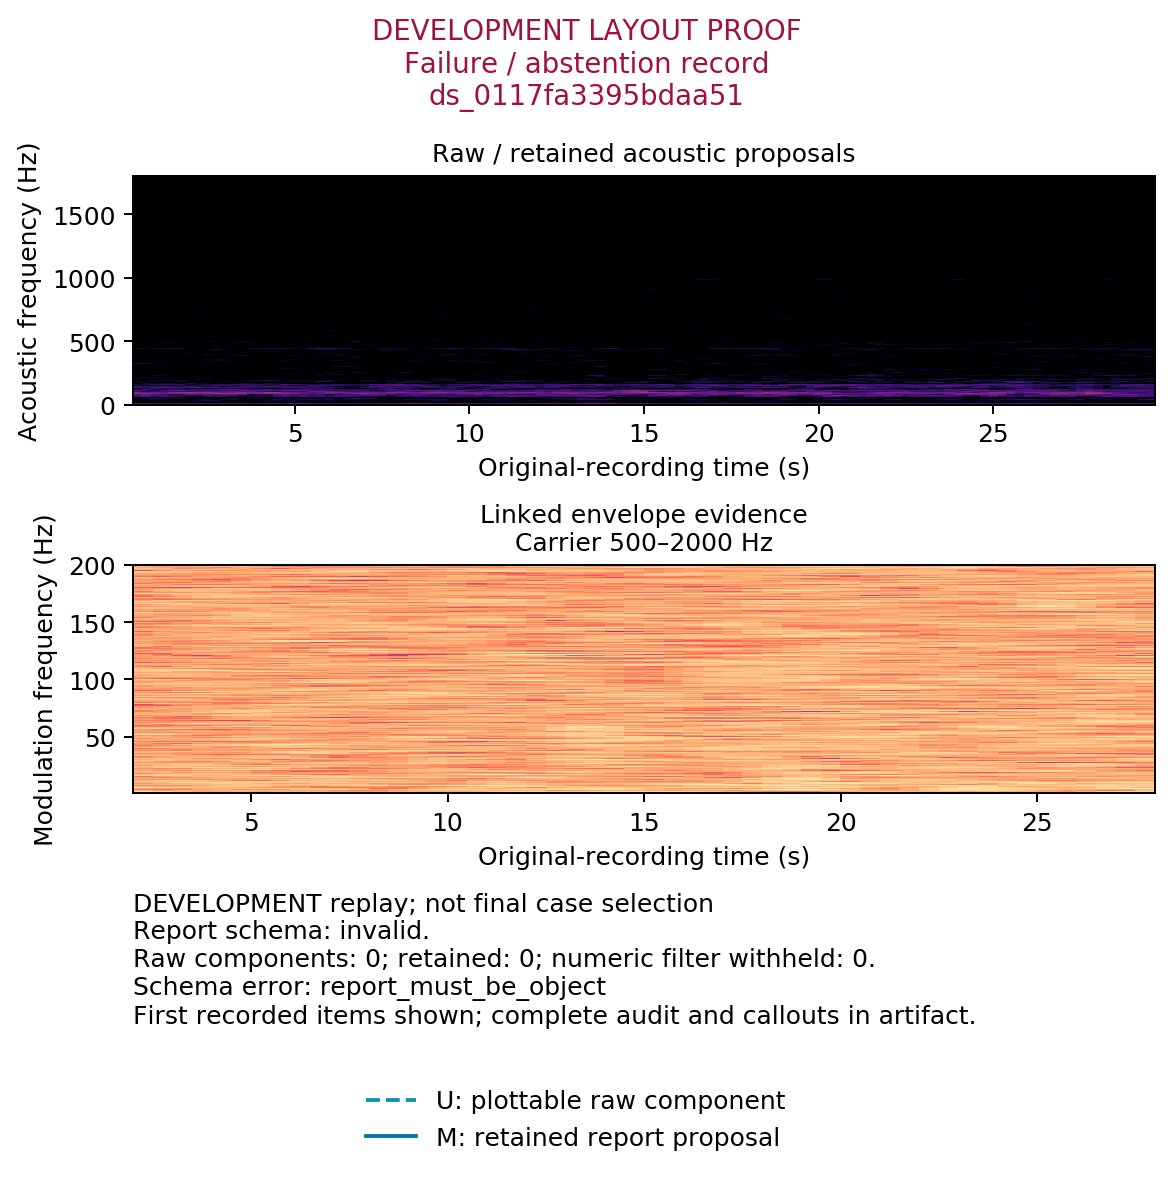 DEVELOPMENT LAYOUT PROOF
Failure / abstention record
ds_0117fa3395bdaa51
Raw / retained acoustic proposals
Acoustic frequency (Hz)
1500
1000
500
0
5
10
15
20
25
Original-recording time (s)
Linked envelope evidence
Carrier 500–2000 Hz
Modulation frequency (Hz)
200
150
100
50
5
10
15
20
25
Original-recording time (s)
DEVELOPMENT replay; not final case selection
Report schema: invalid.
Raw components: 0; retained: 0; numeric filter withheld: 0.
Schema error: report_must_be_object
First recorded items shown; complete audit and callouts in artifact.
U: plottable raw component
M: retained report proposal